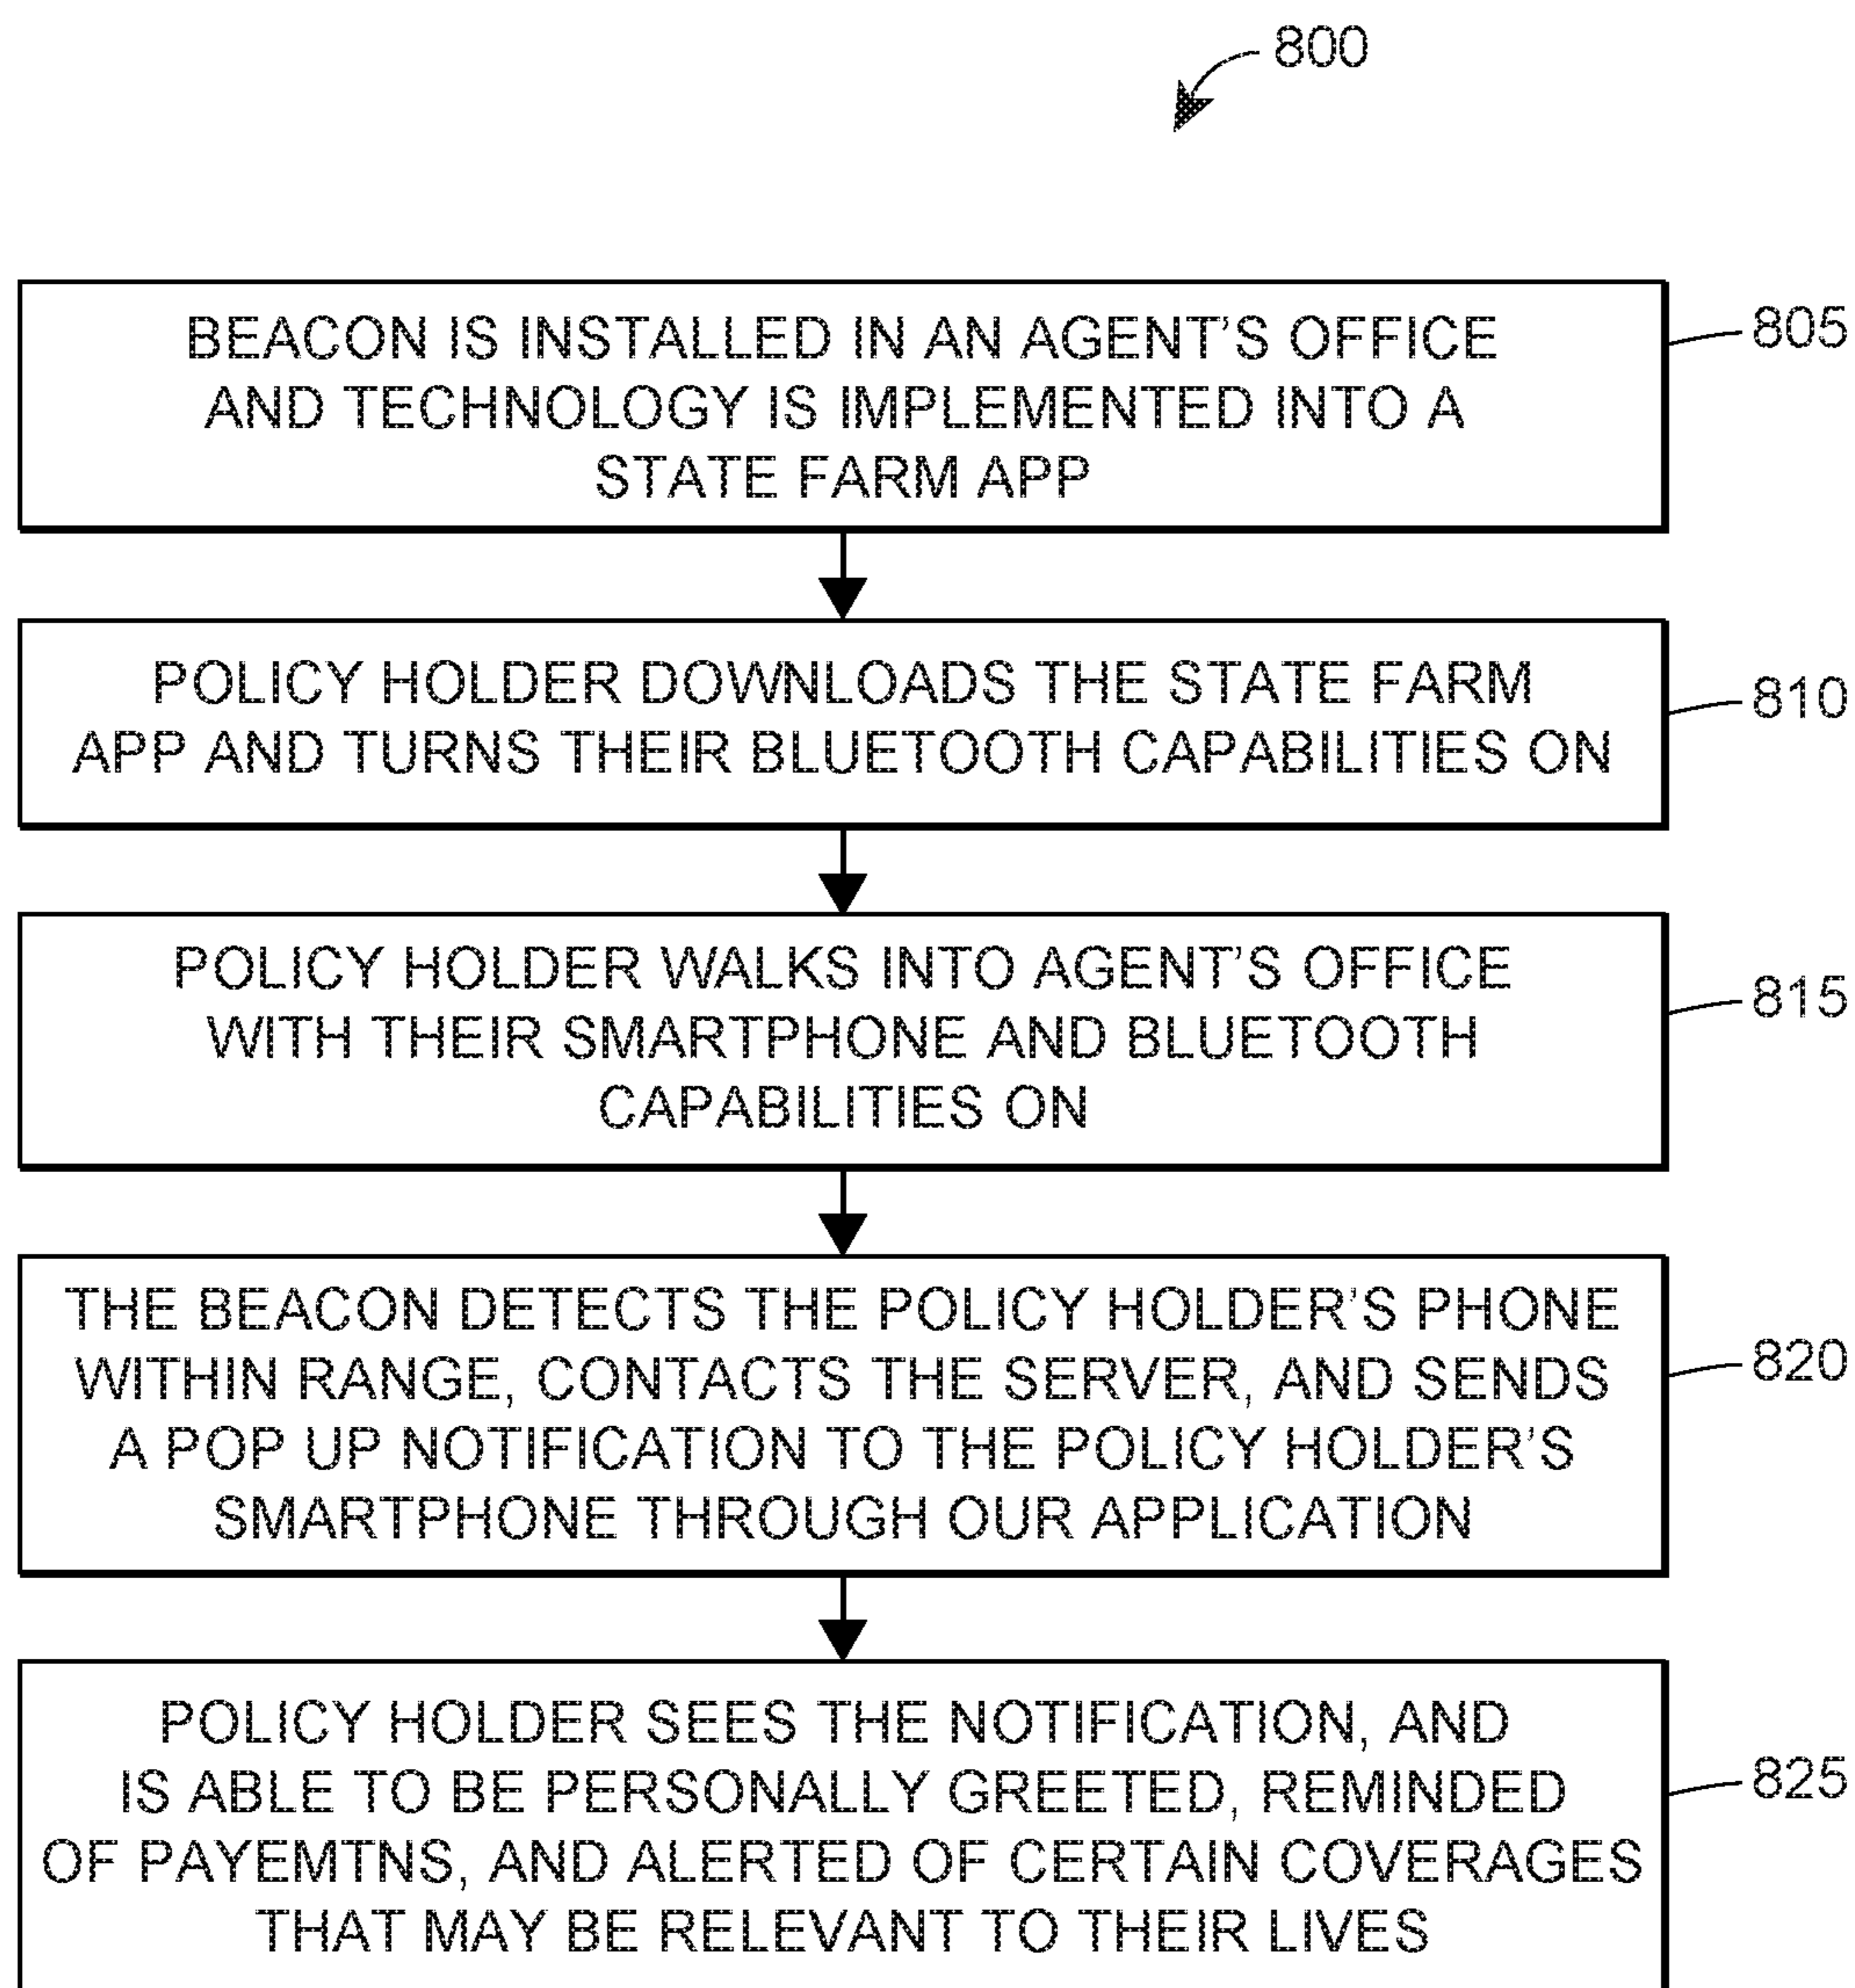 800
BEACON IS INSTALLED IN AN AGENT'S OFFICE
AND TECHNOLOGY IS IMPLEMENTED INTO A
STATE FARM APP
805
POLICY HOLDER DOWNLOADS THE STATE FARM
APP AND TURNS THEIR BLUETOOTH CAPABILITIES ON
810
POLICY HOLDER WALKS INTO AGENT'S OFFICE
WITH THEIR SMARTPHONE AND BLUETOOTH
CAPABILITIES ON
815
THE BEACON DETECTS THE POLICY HOLDER'S PHONE
WITHIN RANGE, CONTACTS THE SERVER, AND SENDS
A POP UP NOTIFICATION TO THE POLICY HOLDER'S
SMARTPHONE THROUGH OUR APPLICATION
820
POLICY HOLDER SEES THE NOTIFICATION, AND
IS ABLE TO BE PERSONALLY GREETED, REMINDED
OF PAYEMTNS, AND ALERTED OF CERTAIN COVERAGES
THAT MAY BE RELEVANT TO THEIR LIVES
825